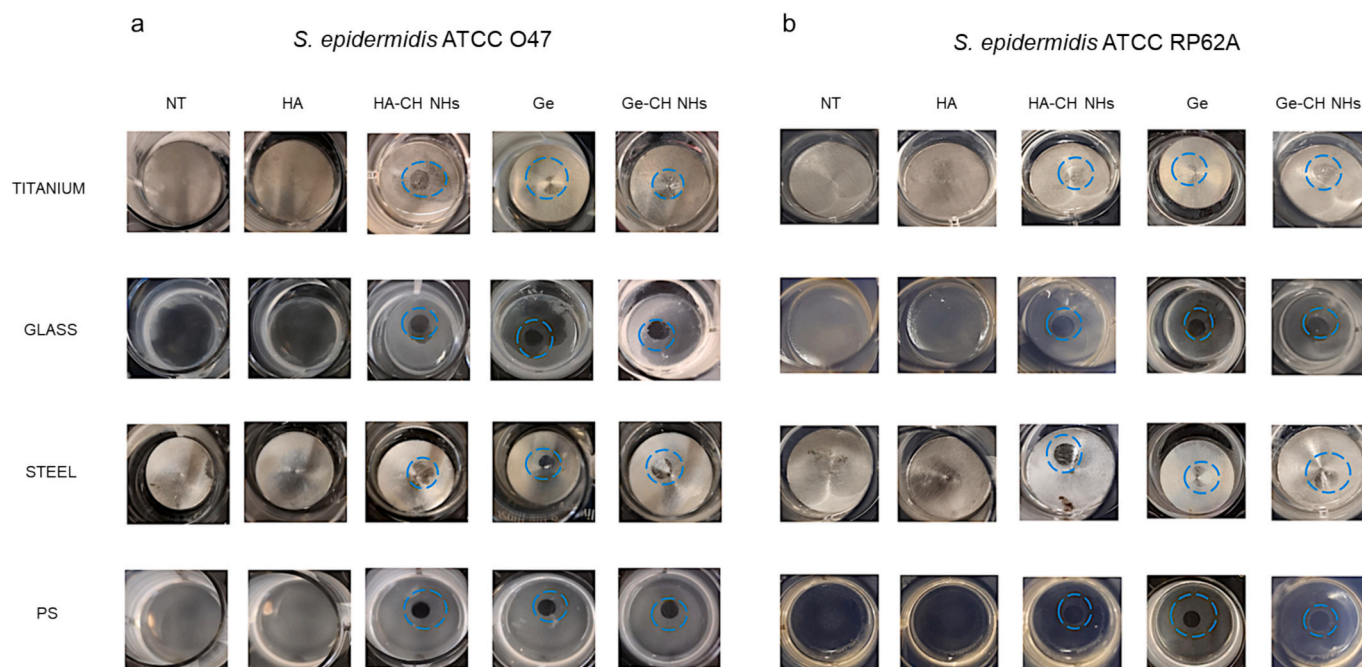 a
S. epidermidis ATCC O47
b
S. epidermidis ATCC RP62A
NT HA HA-CH NHs Ge Ge-CH NHs
NT HA HA-CH NHs Ge Ge-CH NHs
TITANIUM
GLASS
STEEL
PS